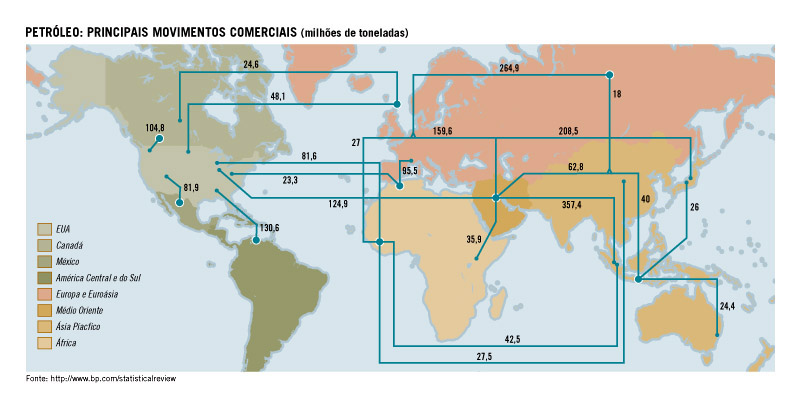 PETRÓLEO: PRINCIPAIS MOVIMENTOS COMERCIAIS (milhões de toneladas)
24,6
264,9
48,1
18
104,8
27
159,6
208,5
81,6
95,5
62,8
23,3
81,9
124,9
357,4
40
26
130,6
35,9
24,4
42,5
27,5
EUA
Canadá
México
América Central e do Sul
Europa e Euroásia
Médio Oriente
Ásia Placfico
África
Fonte: http://www.bp.com/statisticalreview